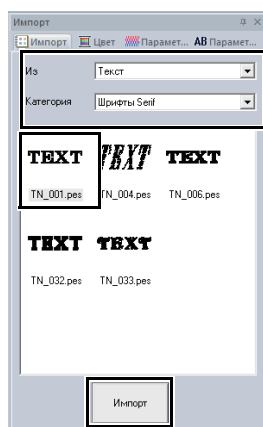 Импорт
Импорт Цвет Парамет... AB Парамет...
Из Текст
Категория Шрифты Serif
TEXT TEXT TEXT
TN_001.pes TN_004.pes TN_006.pes
TEXT TEXT
TN_032.pes TN_033.pes
Импорт